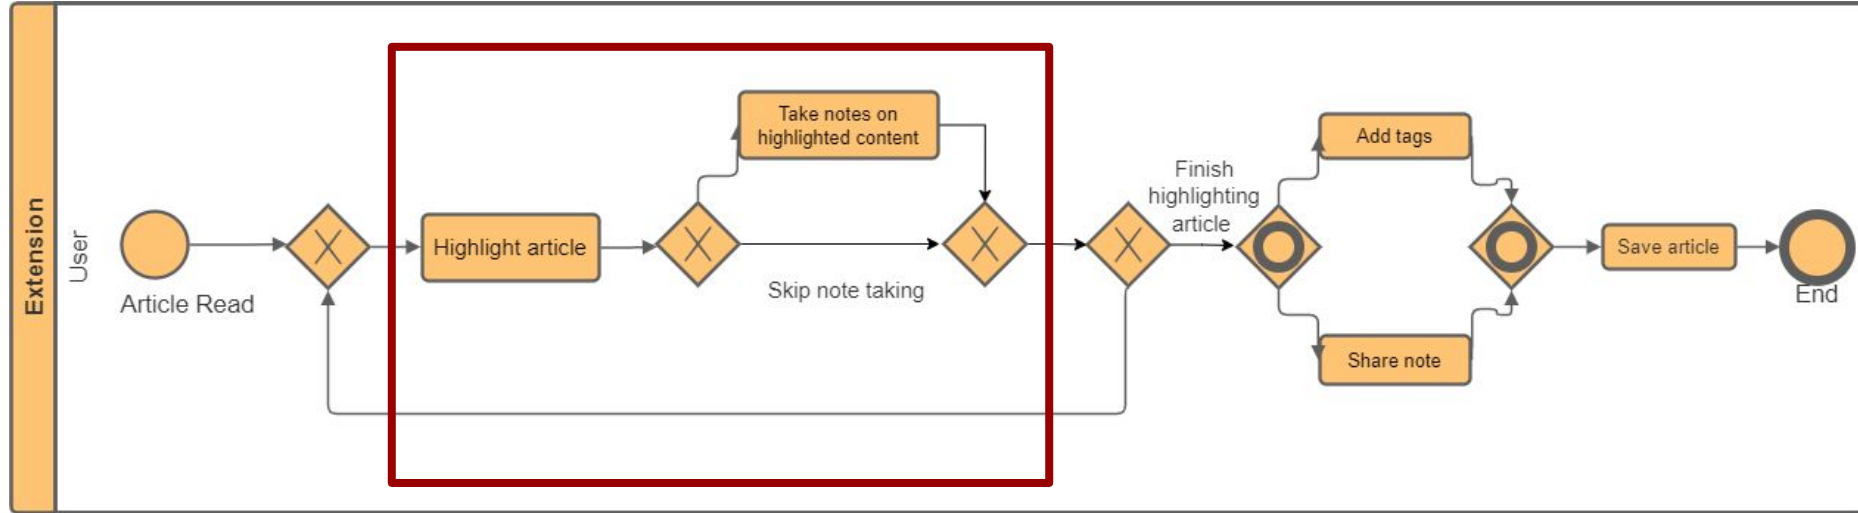 Extension
User
Article Read
Highlight article
Take notes on
highlighted content
Skip note taking
Finish
highlighting
article
Add tags
Share note
Save article
End